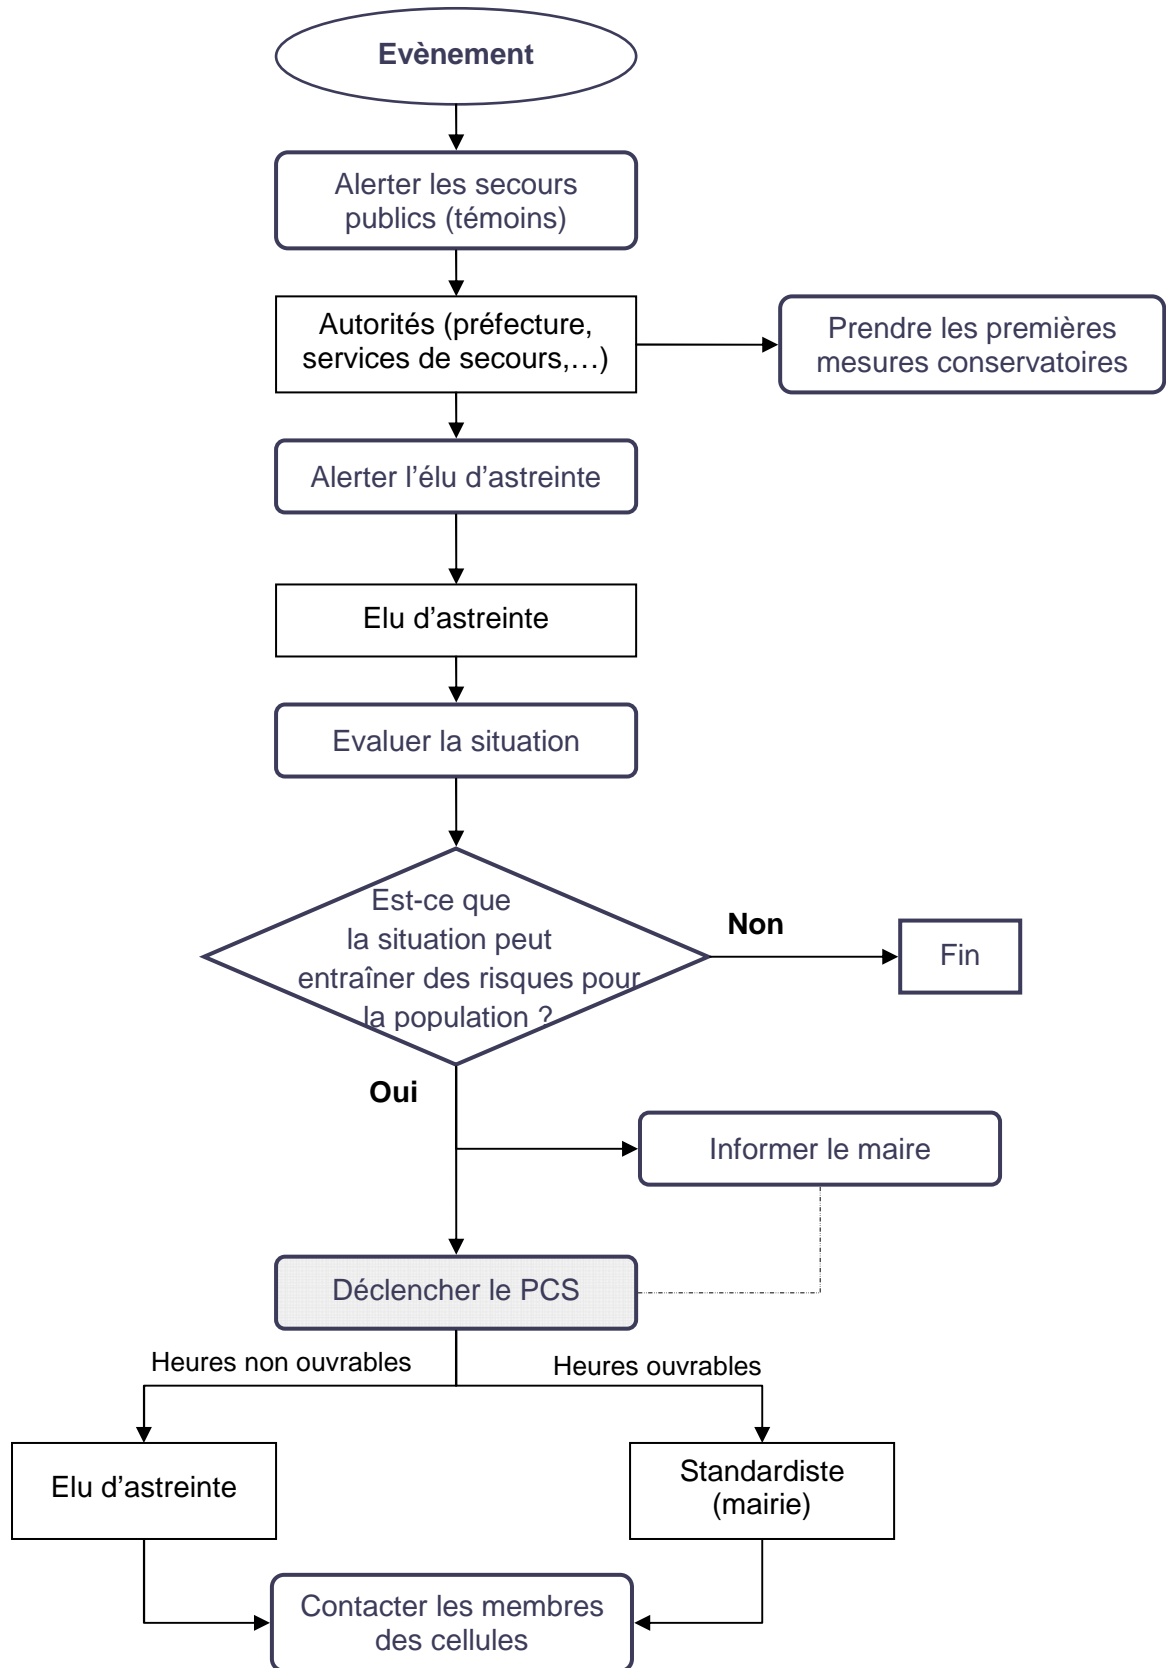 Evènement
Alerter les secours
publics (témoins)
Autorités (préfecture,
services de secours,…)
Prendre les premières
mesures conservatoires
Alerter l’élu d’astreinte
Elu d’astreinte
Evaluer la situation
Est-ce que
la situation peut
entraîner des risques pour
la population ?
Non
Fin
Oui
Informer le maire
Déclencher le PCS
Heures non ouvrables
Heures ouvrables
Elu d’astreinte
Standardiste
(mairie)
Contacter les membres
des cellules